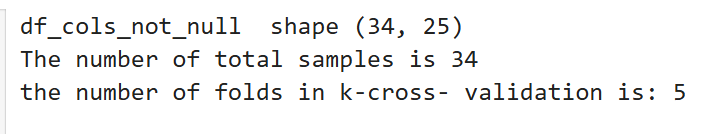 df_cols_not_null  shape (34, 25)
The number of total samples is 34
the number of folds in k-cross- validation is: 5